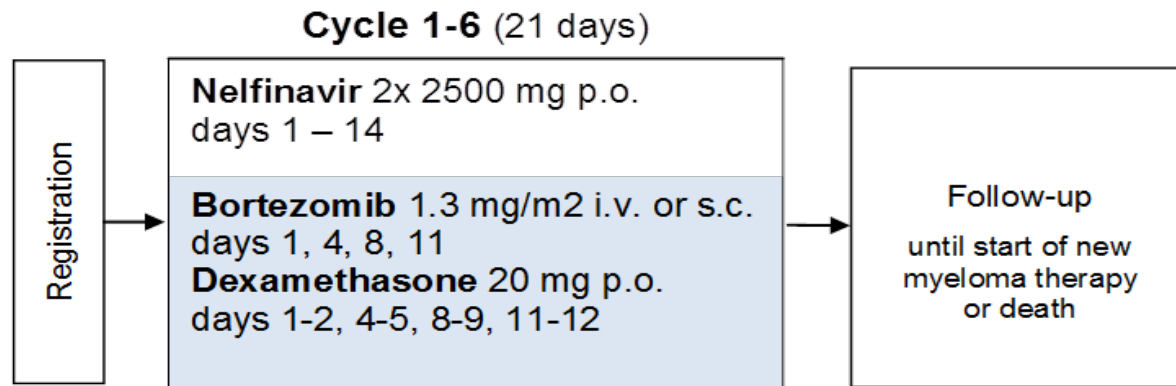 Cycle 1-6 (21 days)
Registration
Nelfinavir 2x 2500 mg p.o.
days 1 – 14
Bortezomib 1.3 mg/m2 i.v. or s.c.
days 1, 4, 8, 11
Dexamethasone 20 mg p.o.
days 1-2, 4-5, 8-9, 11-12
Follow-up
until start of new
myeloma therapy
or death